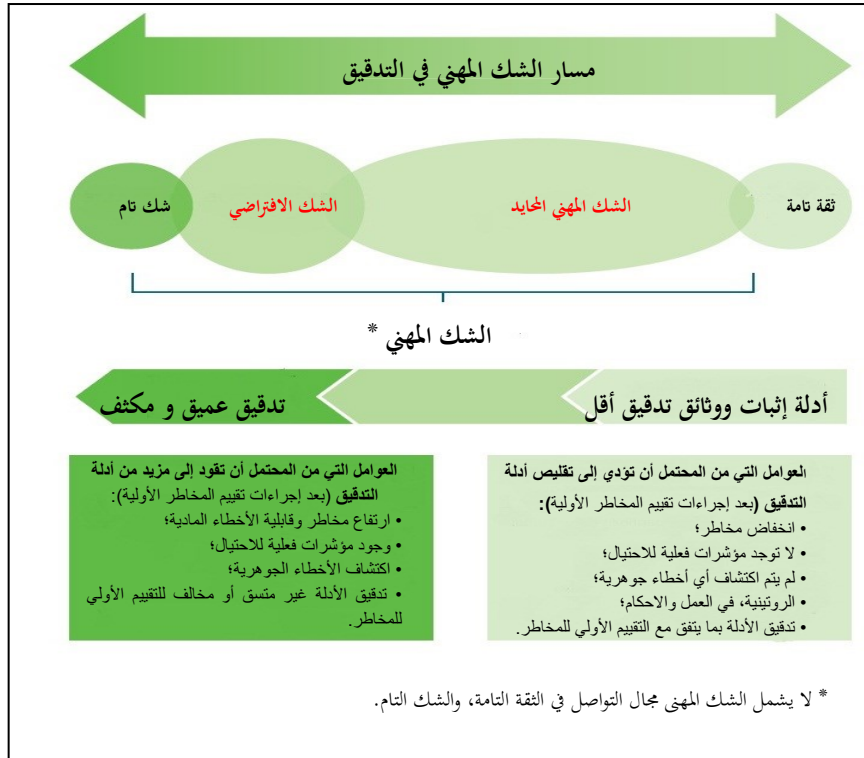 مسار الشك المهني في التدقيق
ثقة تامة
الشك المهني المحايد
الشك الافتراضي
شك تام
الشك المهني *
أدلة إثبات ووثائق تدقيق أقل
تدقيق عميق و مكثف
العوامل التي من المحتمل أن تؤدي إلى تقليص أدلة
التدقيق (بعد إجراءات تقييم المخاطر الأولية):
• انخفاض مخاطر؛
• لا توجد مؤشرات فعلية للاحتيال؛
• لم يتم اكتشاف أي أخطاء جوهرية؛
• الروتينية، في العمل والاحكام؛
• تدقيق الأدلة بما يتفق مع التقييم الأولي للمخاطر.
العوامل التي من المحتمل أن تقود إلى مزيد من أدلة
التدقيق (بعد إجراءات تقييم المخاطر الأولية):
• ارتفاع مخاطر وقابلية الأخطاء المادية؛
• وجود مؤشرات فعلية للاحتيال؛
• اكتشاف الأخطاء الجوهرية؛
• تدقيق الأدلة غير متسق أو مخالف للتقييم الأولي
للمخاطر.
* لا يشمل الشك المهني مجال التواصل في الثقة التامة، والشك التام.